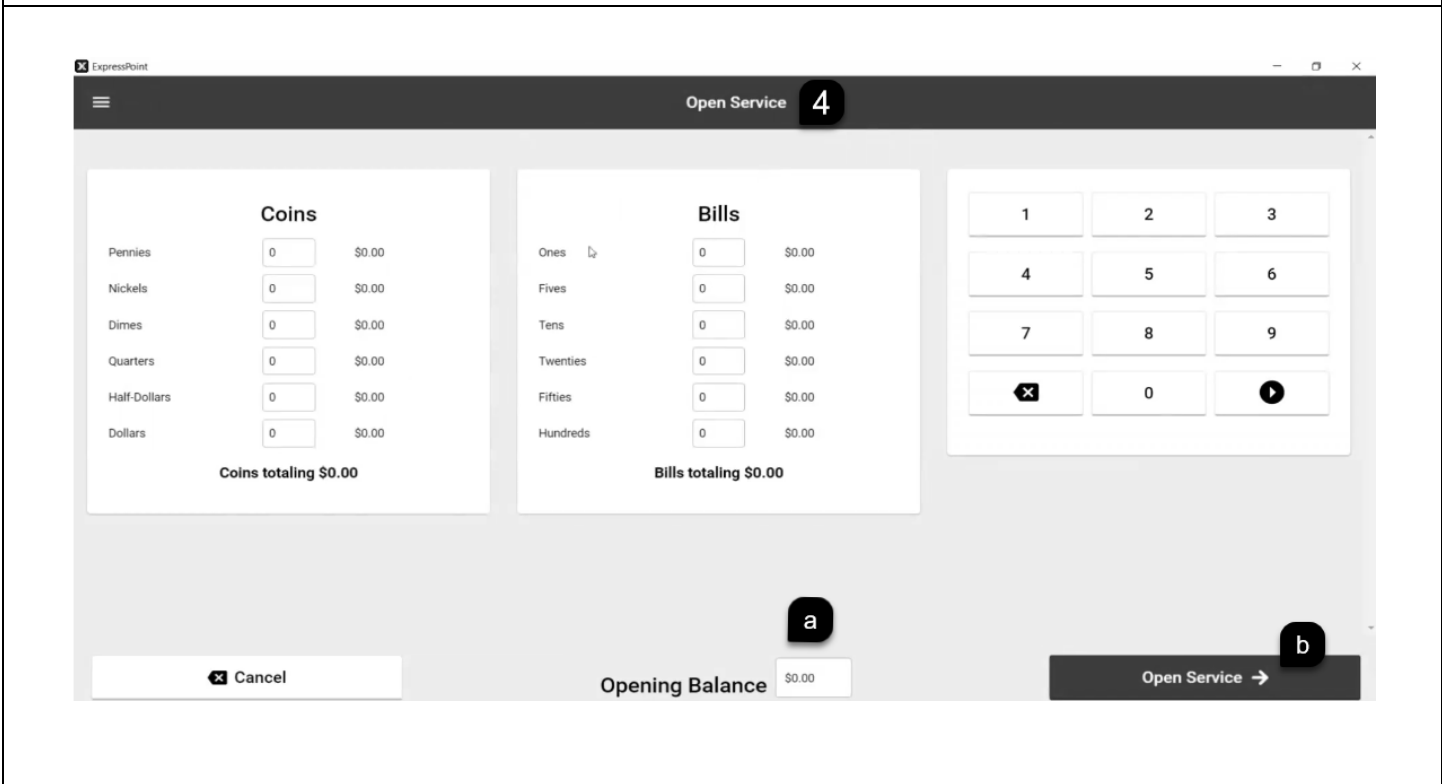 ExpressPoint
Open Service 4
Coins
Pennies 0 $0.00
Nickels 0 $0.00
Dimes 0 $0.00
Quarters 0 $0.00
Half-Dollars 0 $0.00
Dollars 0 $0.00
Coins totaling $0.00
Bills
Ones 0 $0.00
Fives 0 $0.00
Tens 0 $0.00
Twenties 0 $0.00
Fifties 0 $0.00
Hundreds 0 $0.00
Bills totaling $0.00
1 2 3
4 5 6
7 8 9
0
Cancel
a
Opening Balance $0.00
b
Open Service